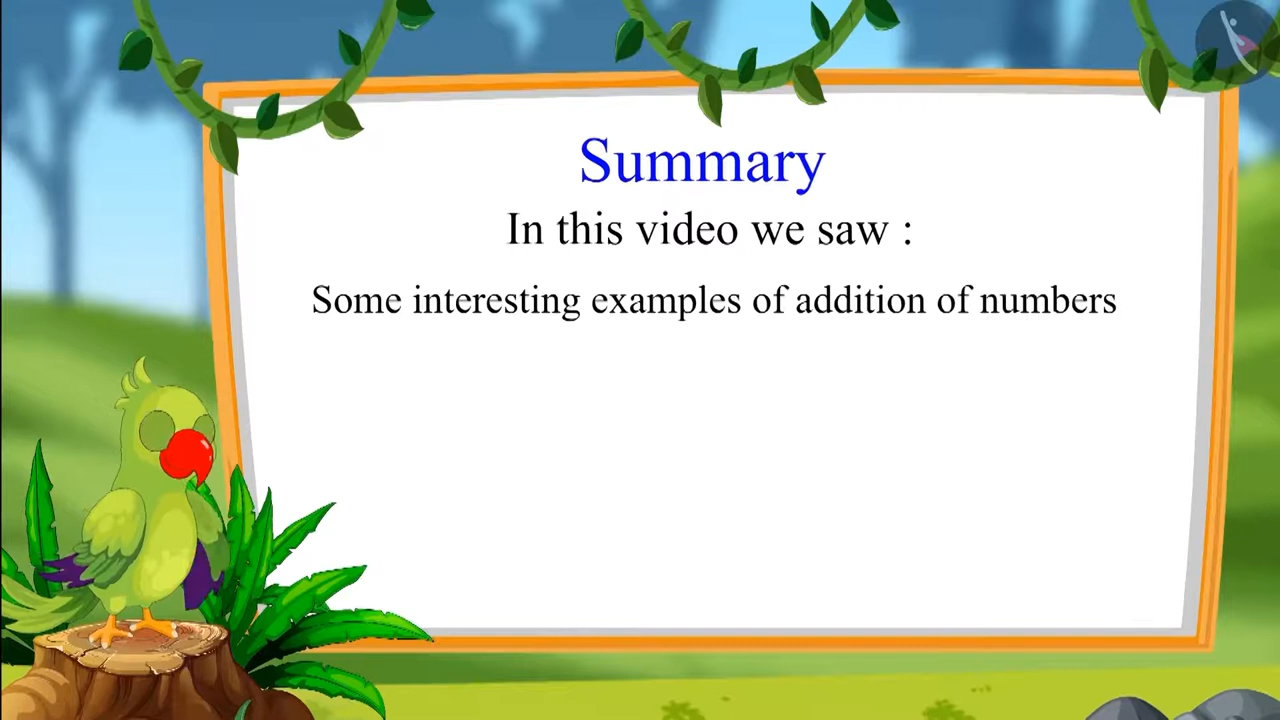 Summary
In this video we saw :
Some interesting examples of addition of numbers